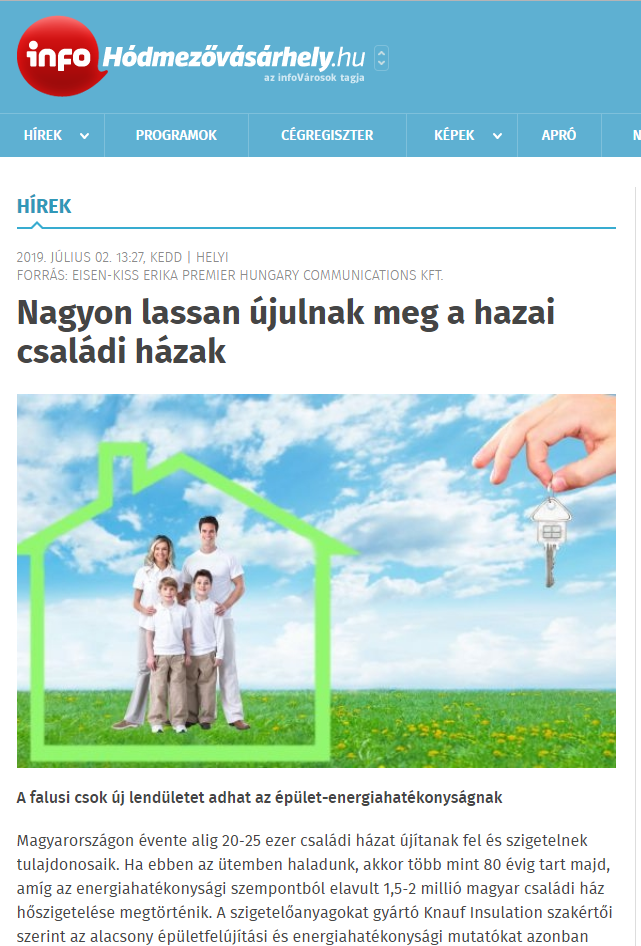 info Hódmezővásárhely.hu
az infoVárosok tagja
HÍREK PROGRAMOK CÉGREGISZTER KÉPEK APRÓ N
HÍREK
2019. JÚLIUS 02. 13:27, KEDD | HELYI
FORRÁS: EISEN-KISS ERIKA PREMIER HUNGARY COMMUNICATIONS KFT.
Nagyon lassan újulnak meg a hazai
családi házak
A falusi csok új lendületet adhat az épület-energiahatékonyságnak
Magyarországon évente alig 20-25 ezer családi házat újítanak fel és szigetelnek
tulajdonosaik. Ha ebben az ütemben haladunk, akkor több mint 80 évig tart majd,
amíg az energiahatékonysági szempontból elavult 1,5-2 millió magyar családi ház
hőszigetelése megtörténik. A szigetelőanyagokat gyártó Knauf Insulation szakértői
szerint az alacsony épületfelújítási és energiahatékonysági mutatókat azonban